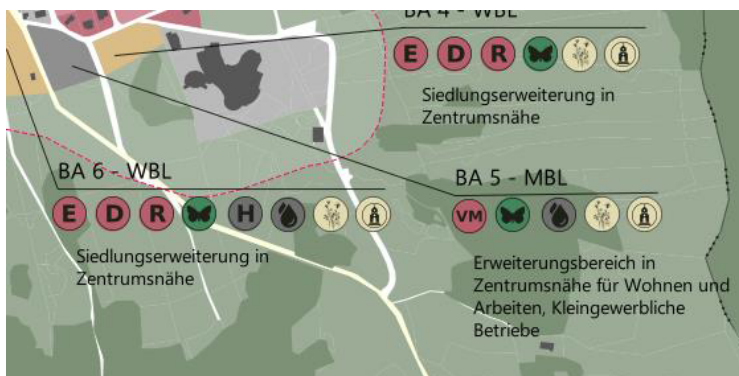 BA 4 - WBL
E D R
Siedlungserweiterung in
Zentrumsnähe
BA 6 - WBL
E D R H
Siedlungserweiterung in
Zentrumsnähe
BA 5 - MBL
VM
Erweiterungsbereich in
Zentrumsnähe für Wohnen und
Arbeiten, Kleingewerbliche
Betriebe